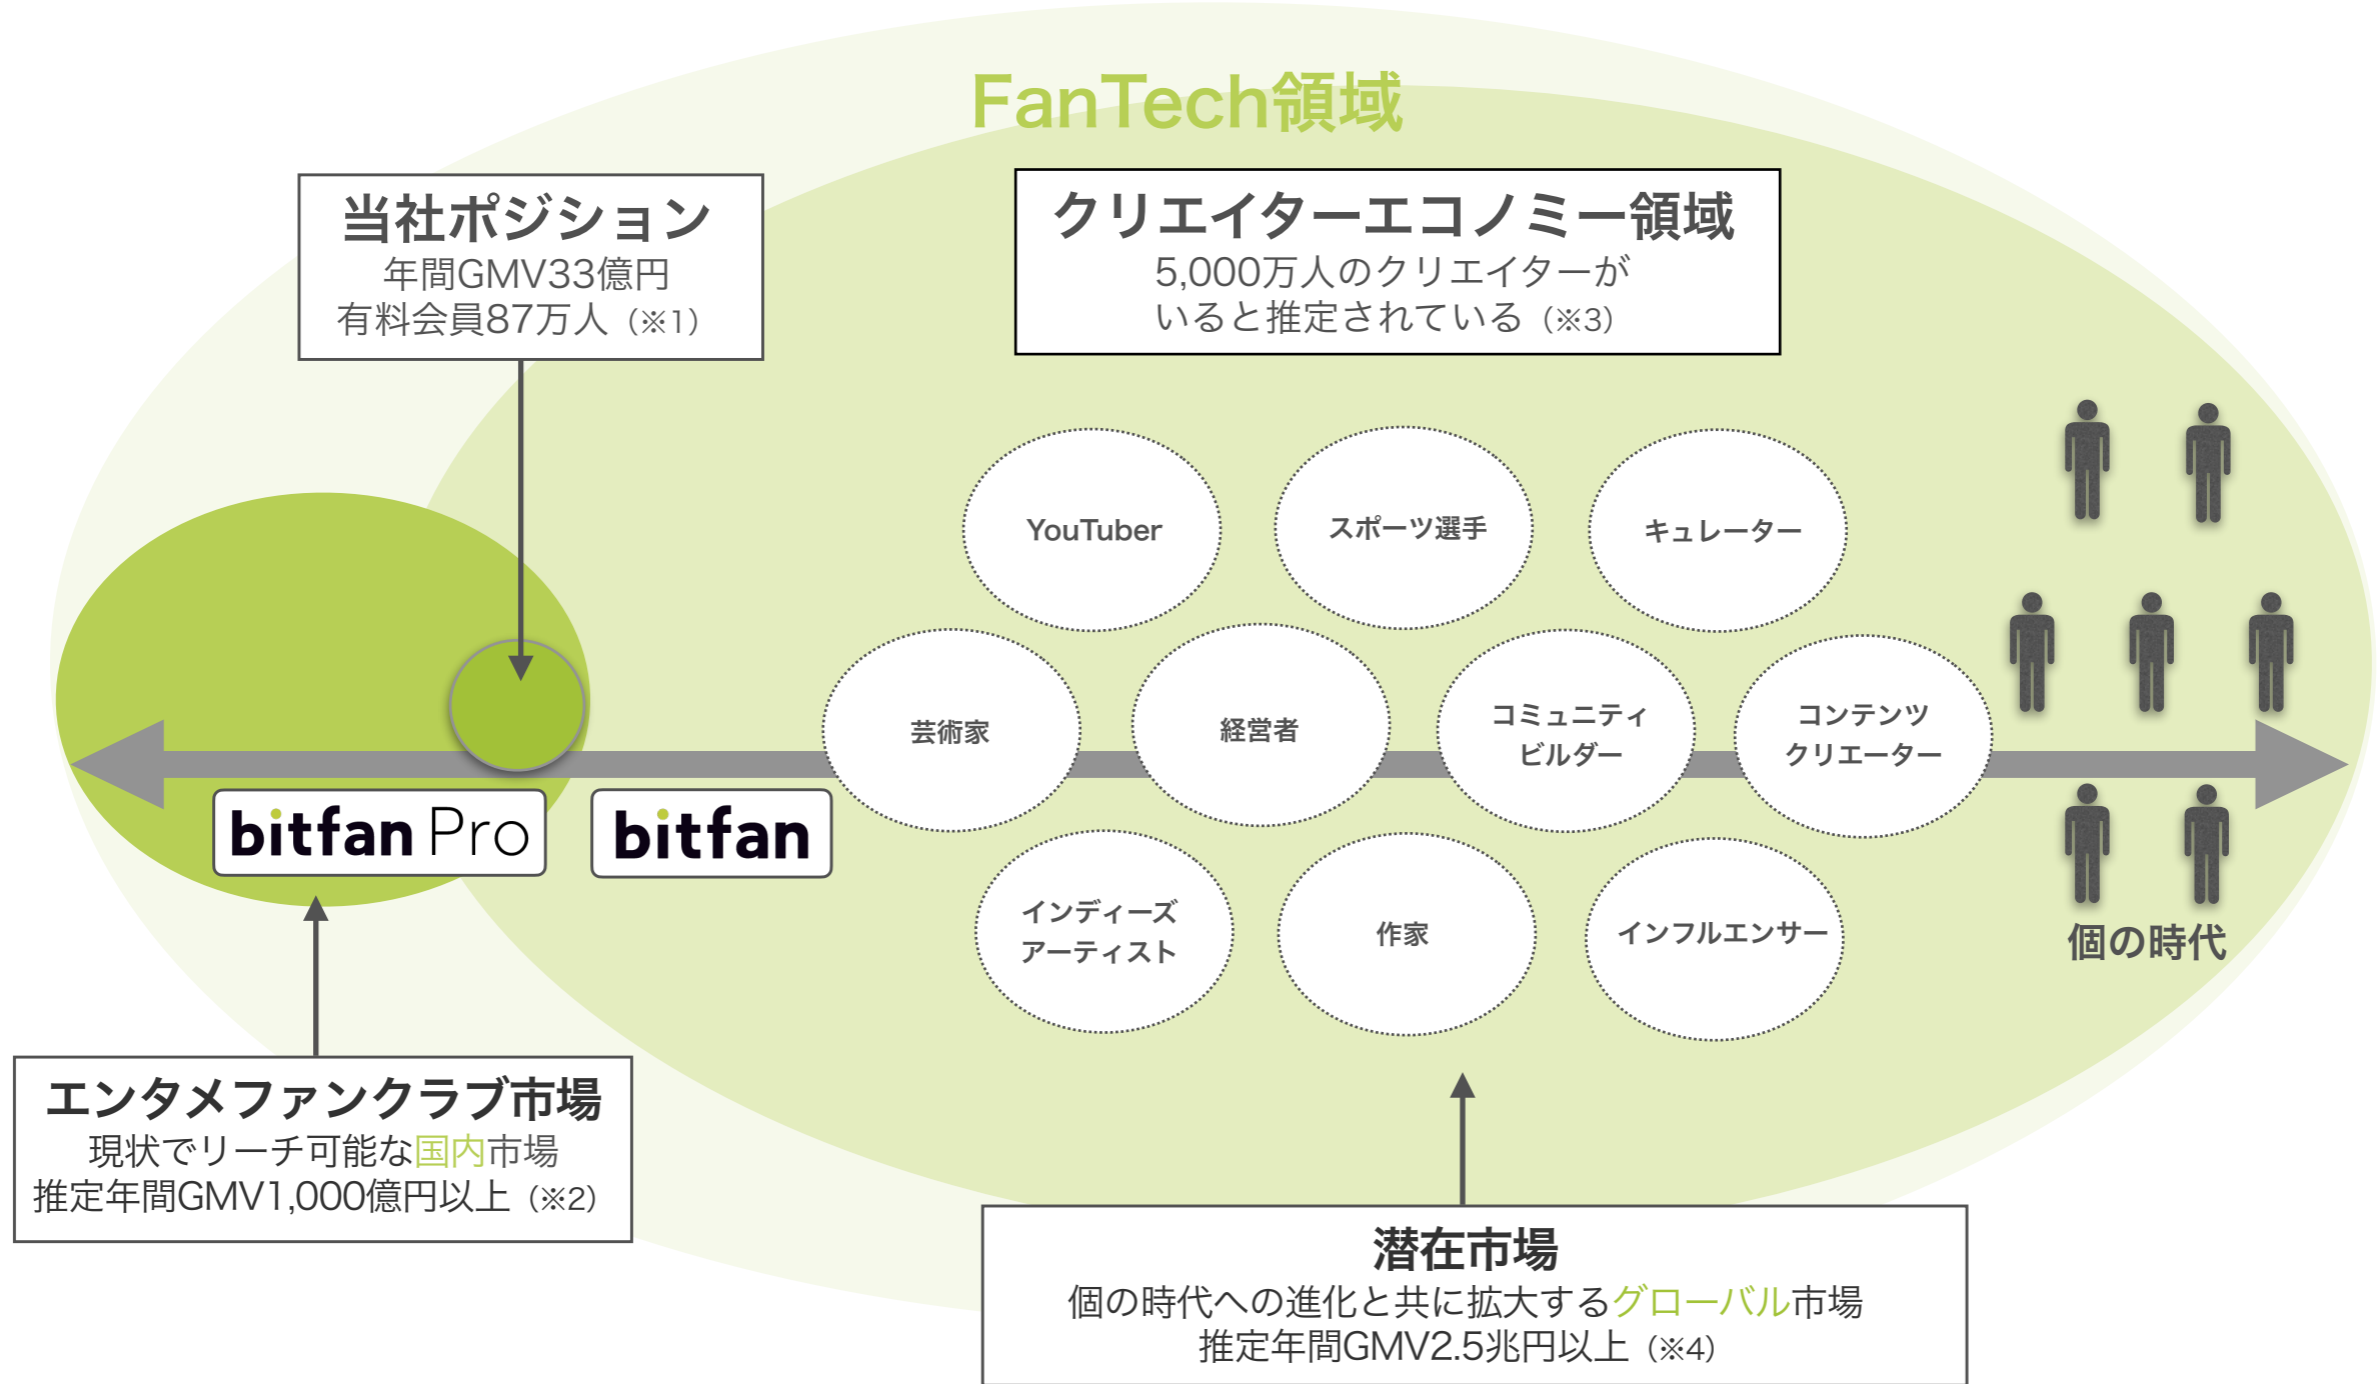 FanTech領域
当社ポジション
年間GMV33億円
有料会員87万人（※1）
クリエイターエコノミー領域
5,000万人のクリエイターが
いると推定されている（※3）
YouTuber
スポーツ選手
キュレーター
芸術家
経営者
コミュニティ
ビルダー
コンテンツ
クリエーター
bitfan Pro
bitfan
インディーズ
アーティスト
作家
インフルエンサー
個の時代
エンタメファンクラブ市場
現状でリーチ可能な国内市場
推定年間GMV1,000億円以上（※2）
潜在市場
個の時代への進化と共に拡大するグローバル市場
推定年間GMV2.5兆円以上（※4）